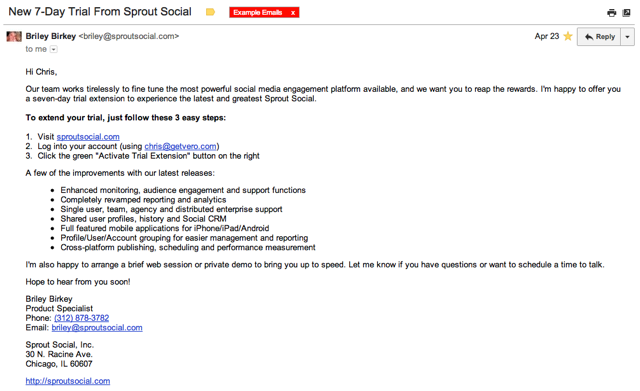 New 7-Day Trial From Sprout Social
Example Emails x
Briley Birkey <briley@sproutsocial.com>
Apr 23
Reply
to me
Hi Chris,
Our team works tirelessly to fine tune the most powerful social media engagement platform available, and we want you to reap the rewards. I'm happy to offer you
a seven-day trial extension to experience the latest and greatest Sprout Social.
To extend your trial, just follow these 3 easy steps:
1. Visit sproutsocial.com
2. Log into your account (using chris@getvero.com)
3. Click the green "Activate Trial Extension" button on the right
A few of the improvements with our latest releases:
• Enhanced monitoring, audience engagement and support functions
• Completely revamped reporting and analytics
• Single user, team, agency and distributed enterprise support
• Shared user profiles, history and Social CRM
• Full featured mobile applications for iPhone/iPad/Android
• Profile/User/Account grouping for easier management and reporting
• Cross-platform publishing, scheduling and performance measurement
I'm also happy to arrange a brief web session or private demo to bring you up to speed. Let me know if you have questions or want to schedule a time to talk.
Hope to hear from you soon!
Briley Birkey
Product Specialist
Phone: (312) 878-3782
Email: briley@sproutsocial.com
Sprout Social, Inc.
30 N. Racine Ave.
Chicago, IL 60607
http://sproutsocial.com